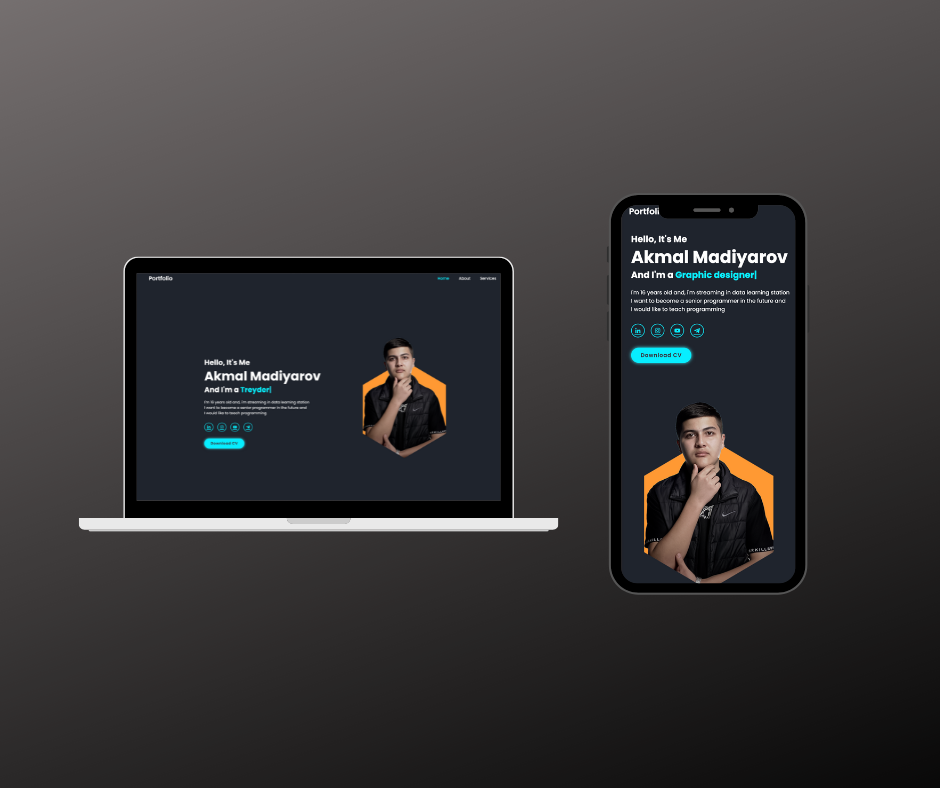 Portfolio
Home About Services
Hello, It's Me
Akmal Madiyarov
And I'm a Treyder|
I'm 16 years old and, I'm streaming in data learning station
I want to become a senior programmer in the future and
I would like to teach programming
Download CV
Portfoli
Hello, It's Me
Akmal Madiyarov
And I'm a Graphic designer|
I'm 16 years old and, I'm streaming in data learning station
I want to become a senior programmer in the future and
I would like to teach programming
in
Download CV